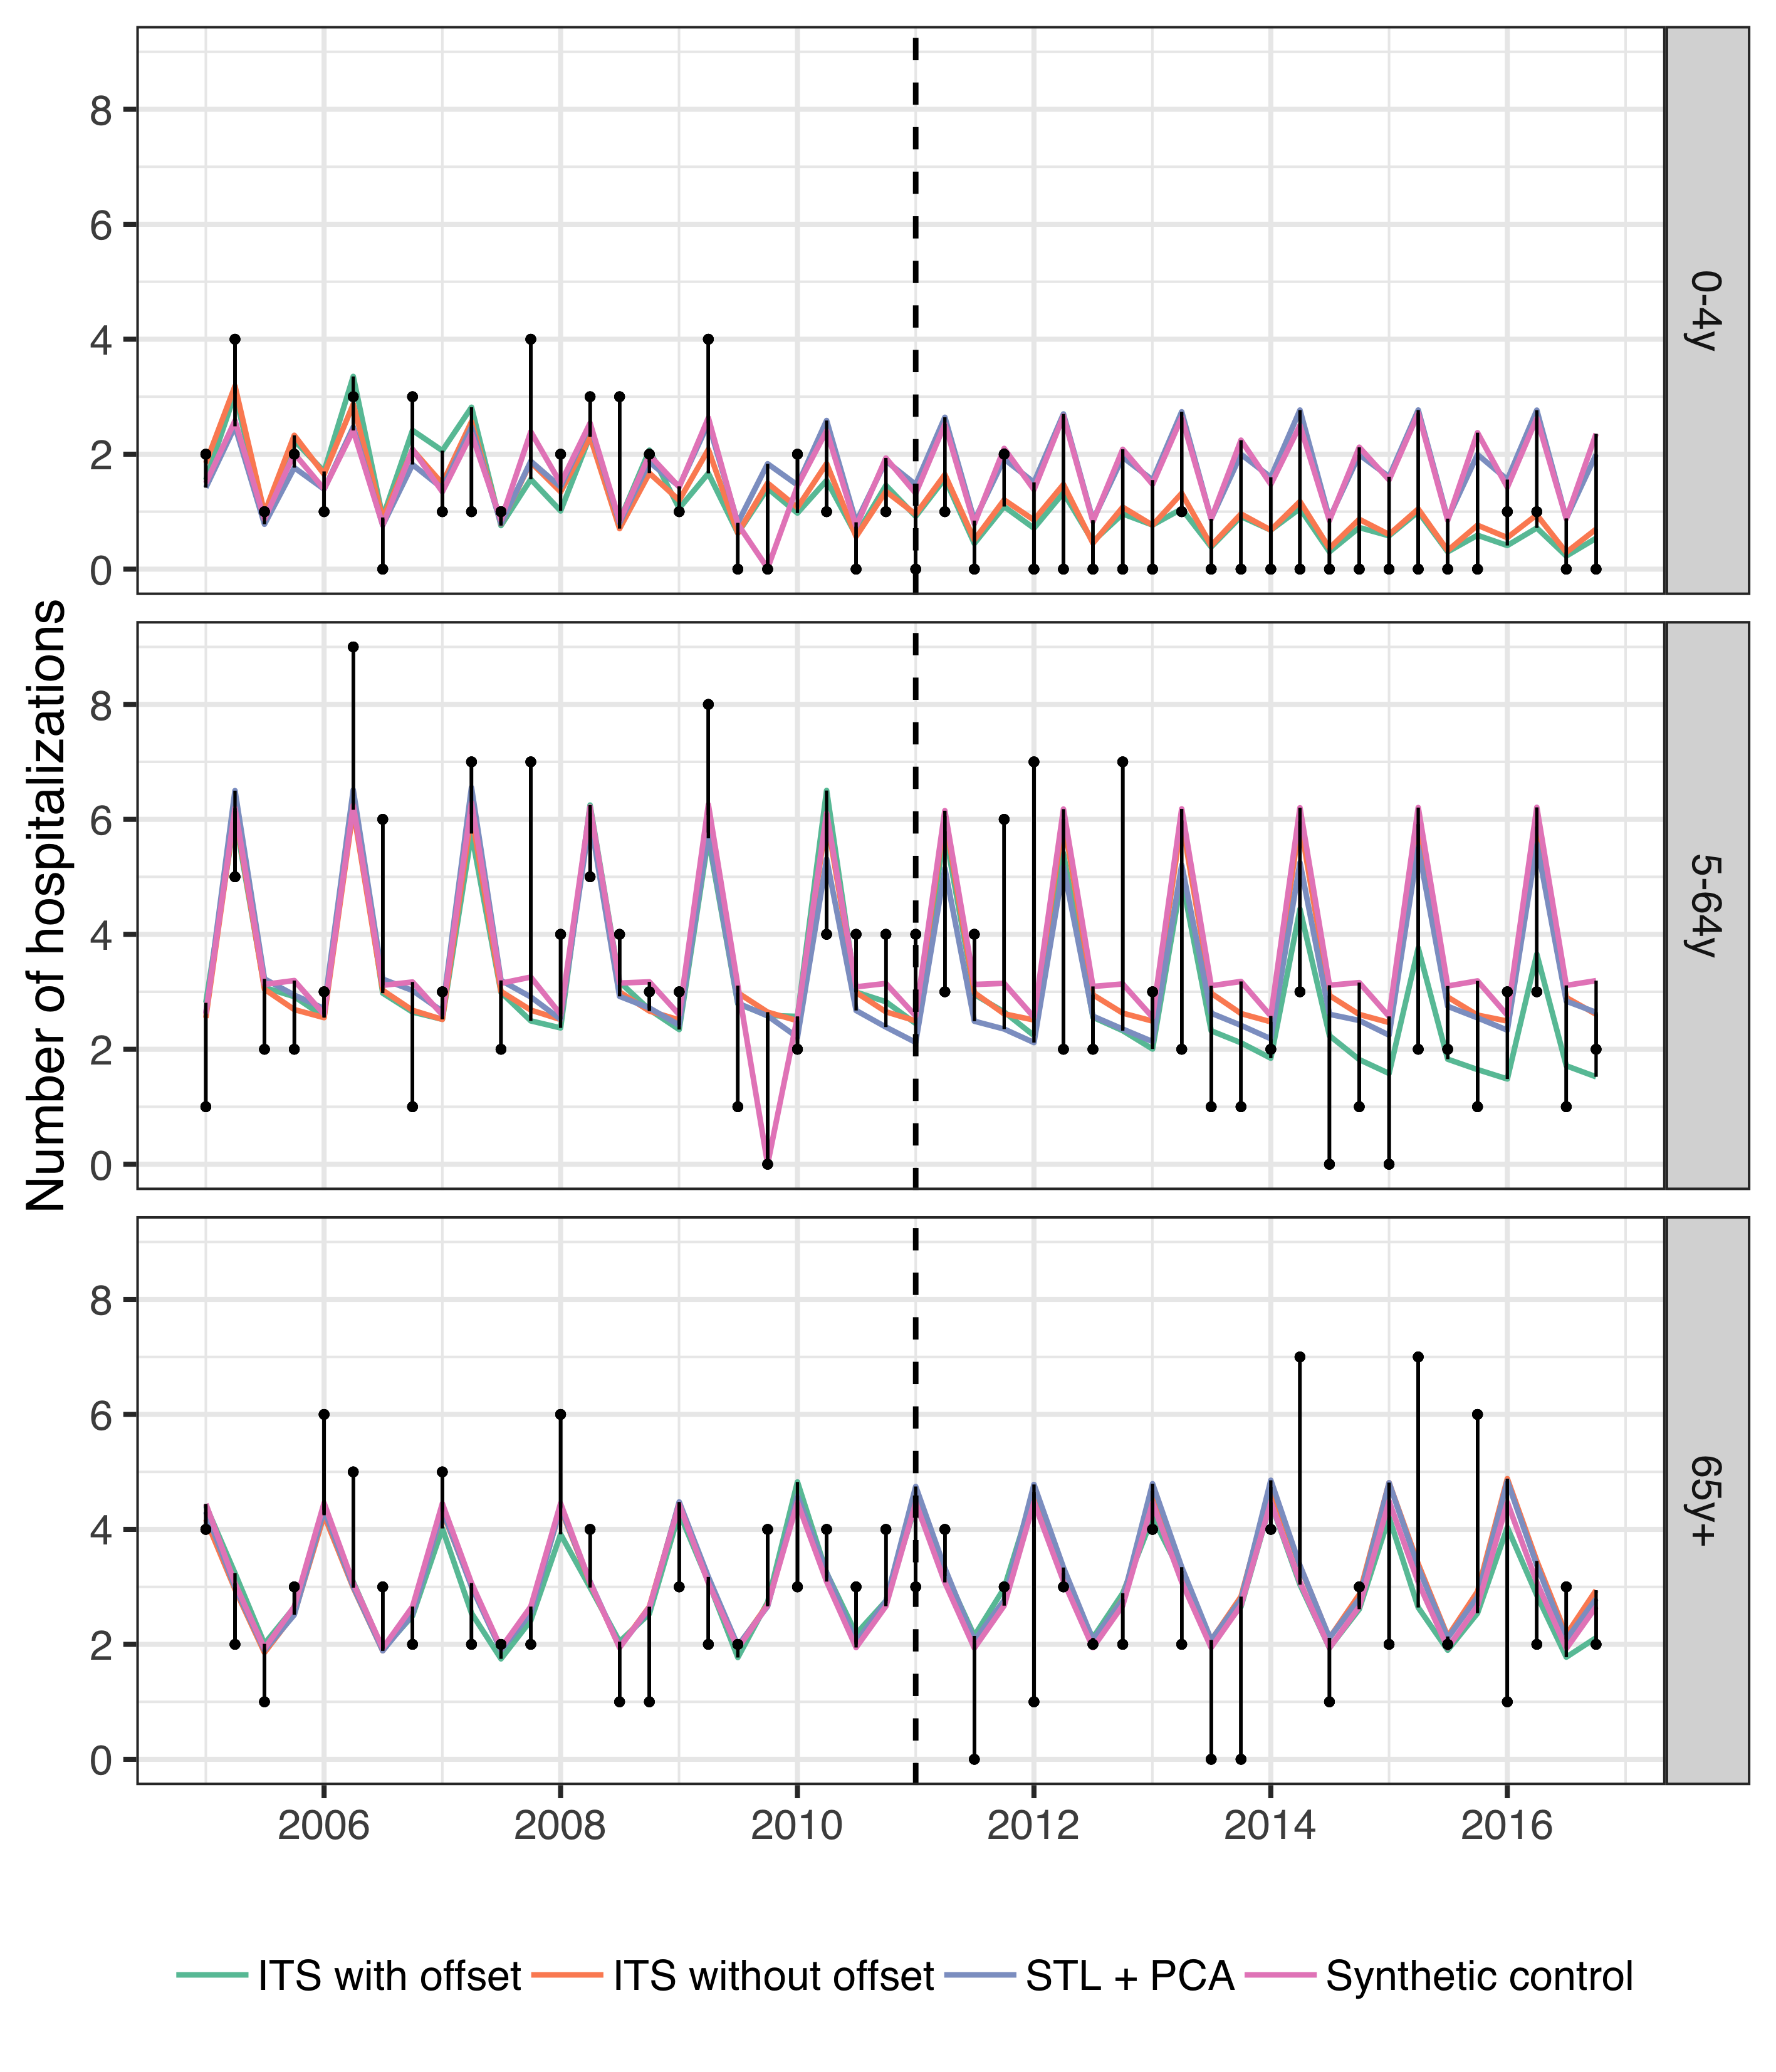 Number of hospitalizations
8
6
4
2
0
0-4y
8
6
4
2
0
5-64y
8
6
4
2
0
65y+
2006 2008 2010 2012 2014 2016
ITS with offset ITS without offset STL + PCA Synthetic control